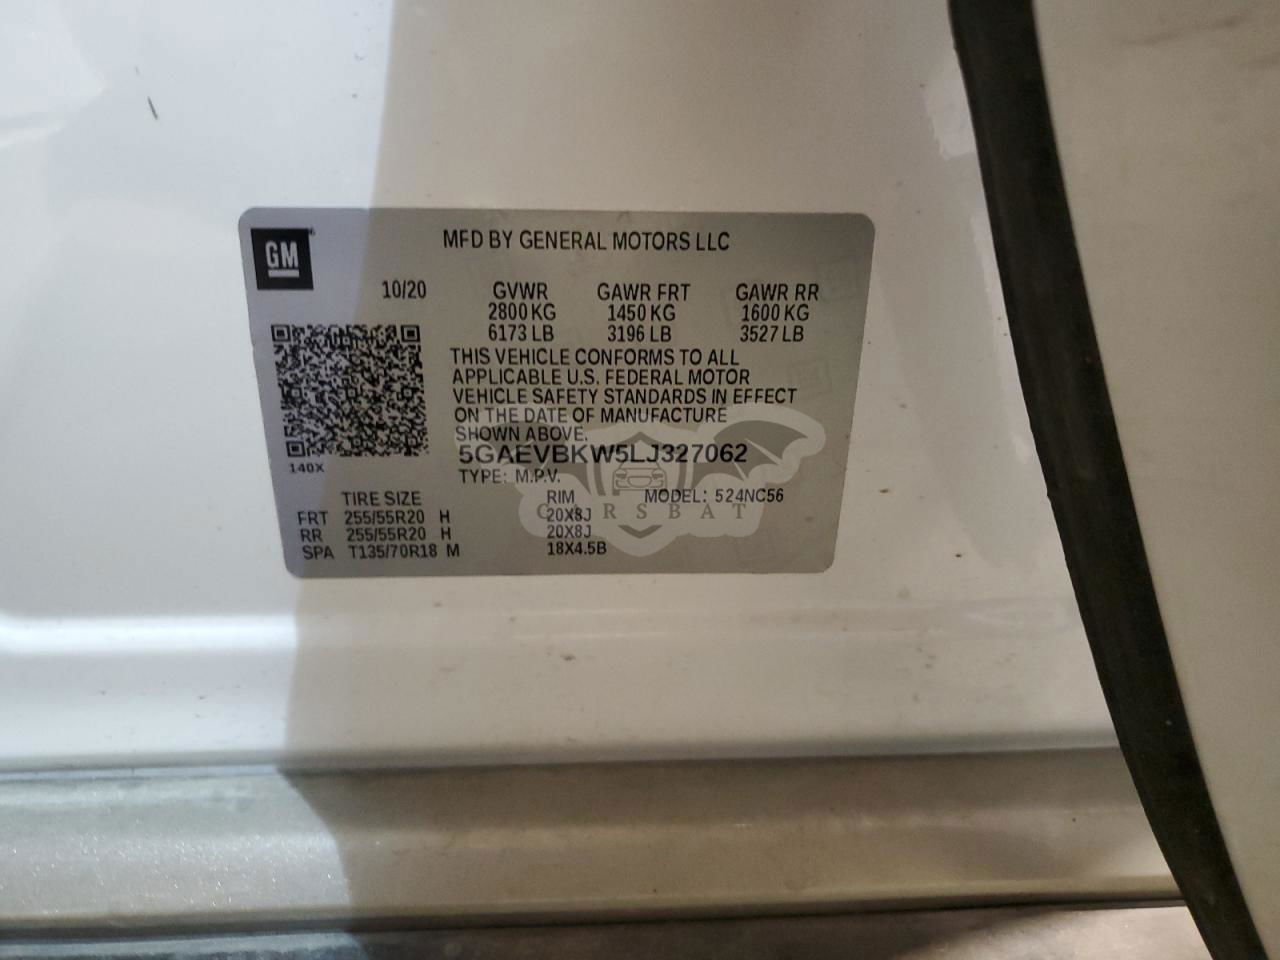 GM
MFD BY GENERAL MOTORS LLC
10/20 GVWR GAWR FRT GAWR RR
2800 KG 1450 KG 1600 KG
6173 LB 3196 LB 3527 LB
THIS VEHICLE CONFORMS TO ALL
APPLICABLE U.S. FEDERAL MOTOR
VEHICLE SAFETY STANDARDS IN EFFECT
ON THE DATE OF MANUFACTURE
SHOWN ABOVE.
5GAEVBKW5LJ327062
140X
TYPE: M.P.V.
TIRE SIZE RIM MODEL: 524NC56
FRT 255/55R20 H 20X8J
RR 255/55R20 H 20X8J
SPA T135/70R18 M 18X4.5B
CARSBAT